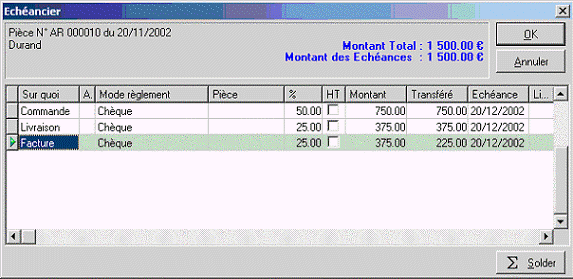 Echéancier
Pièce N° AR 000010 du 20/11/2002
Durand
Montant Total : 1 500.00 €
Montant des Echéances : 1 500.00 €
OK
Annuler
Sur quoi A. Mode règlement Pièce % HT Montant Transféré Echéance Li...
Commande Chèque 50.00 750.00 750.00 20/12/2002
Livraison Chèque 25.00 375.00 375.00 20/12/2002
Facture Chèque 25.00 375.00 225.00 20/12/2002
Σ Solder